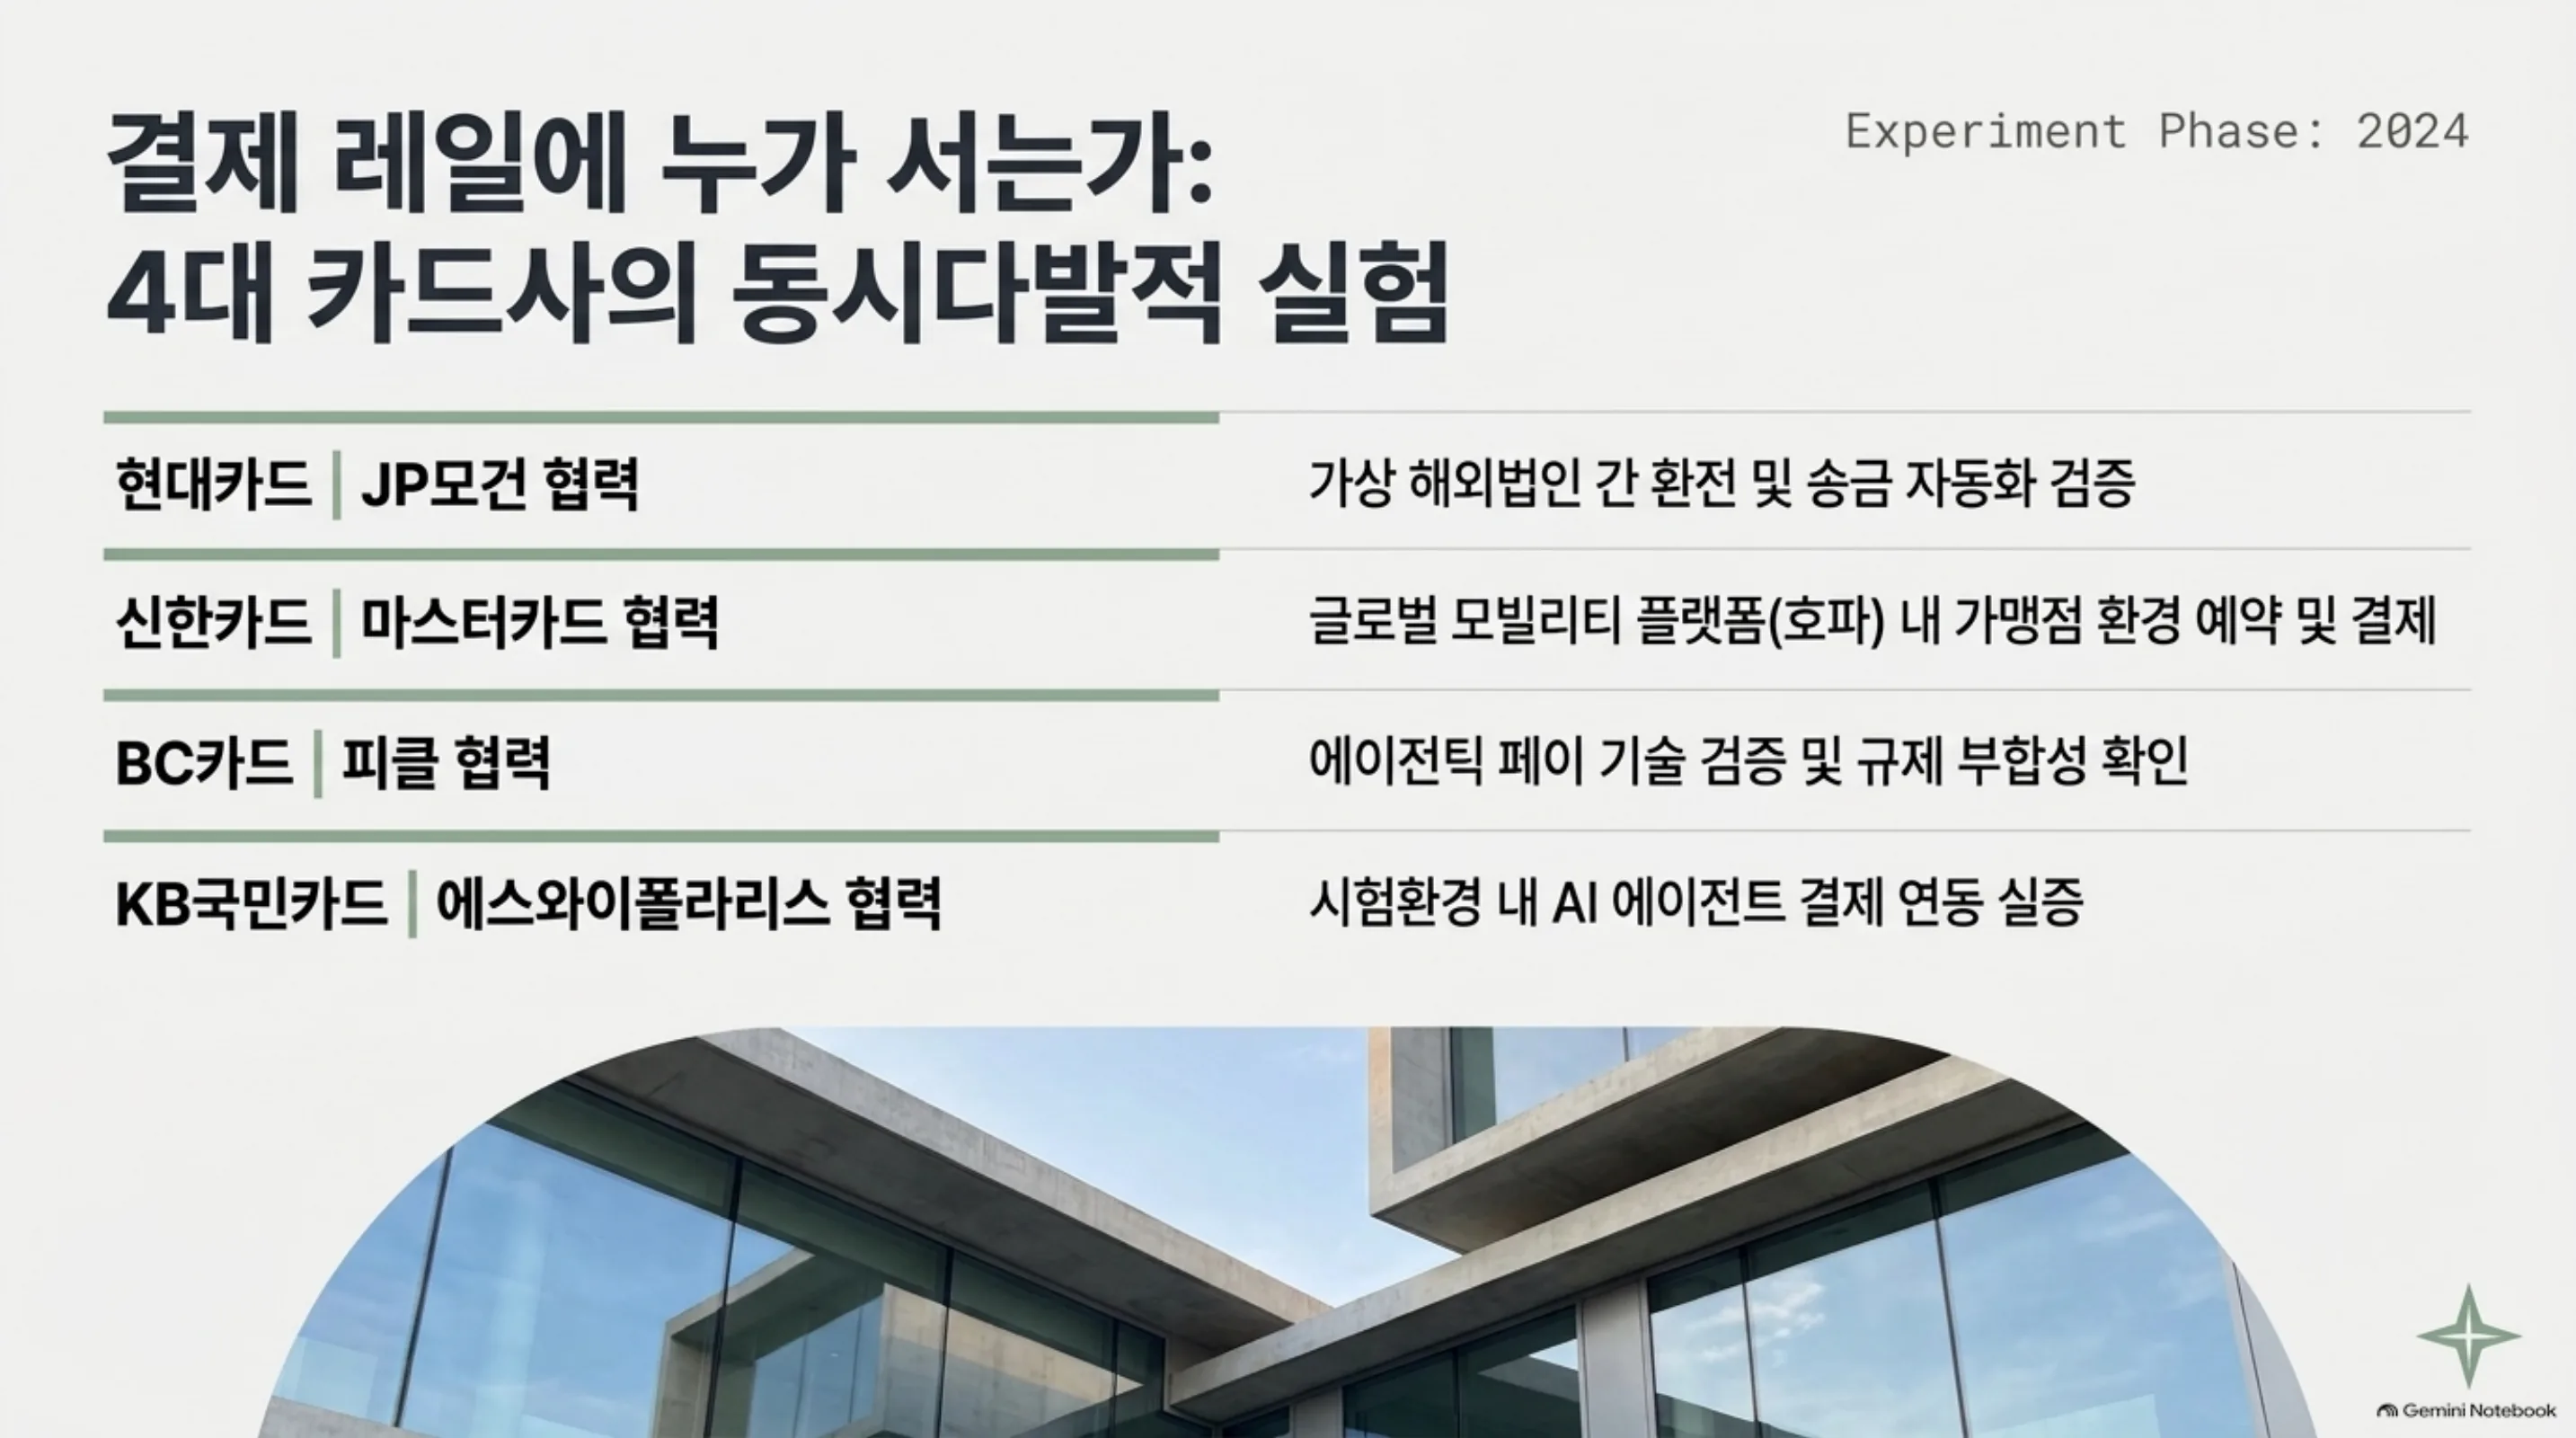 결제 레일에 누가 서는가:
4대 카드사의 동시다발적 실험
Experiment Phase: 2024
현대카드 | JP모건 협력
가상 해외법인 간 환전 및 송금 자동화 검증
신한카드 | 마스터카드 협력
글로벌 모빌리티 플랫폼(호파) 내 가맹점 환경 예약 및 결제
BC카드 | 피클 협력
에이전틱 페이 기술 검증 및 규제 부합성 확인
KB국민카드 | 에스와이폴라리스 협력
시험환경 내 AI 에이전트 결제 연동 실증
Gemini Notebook